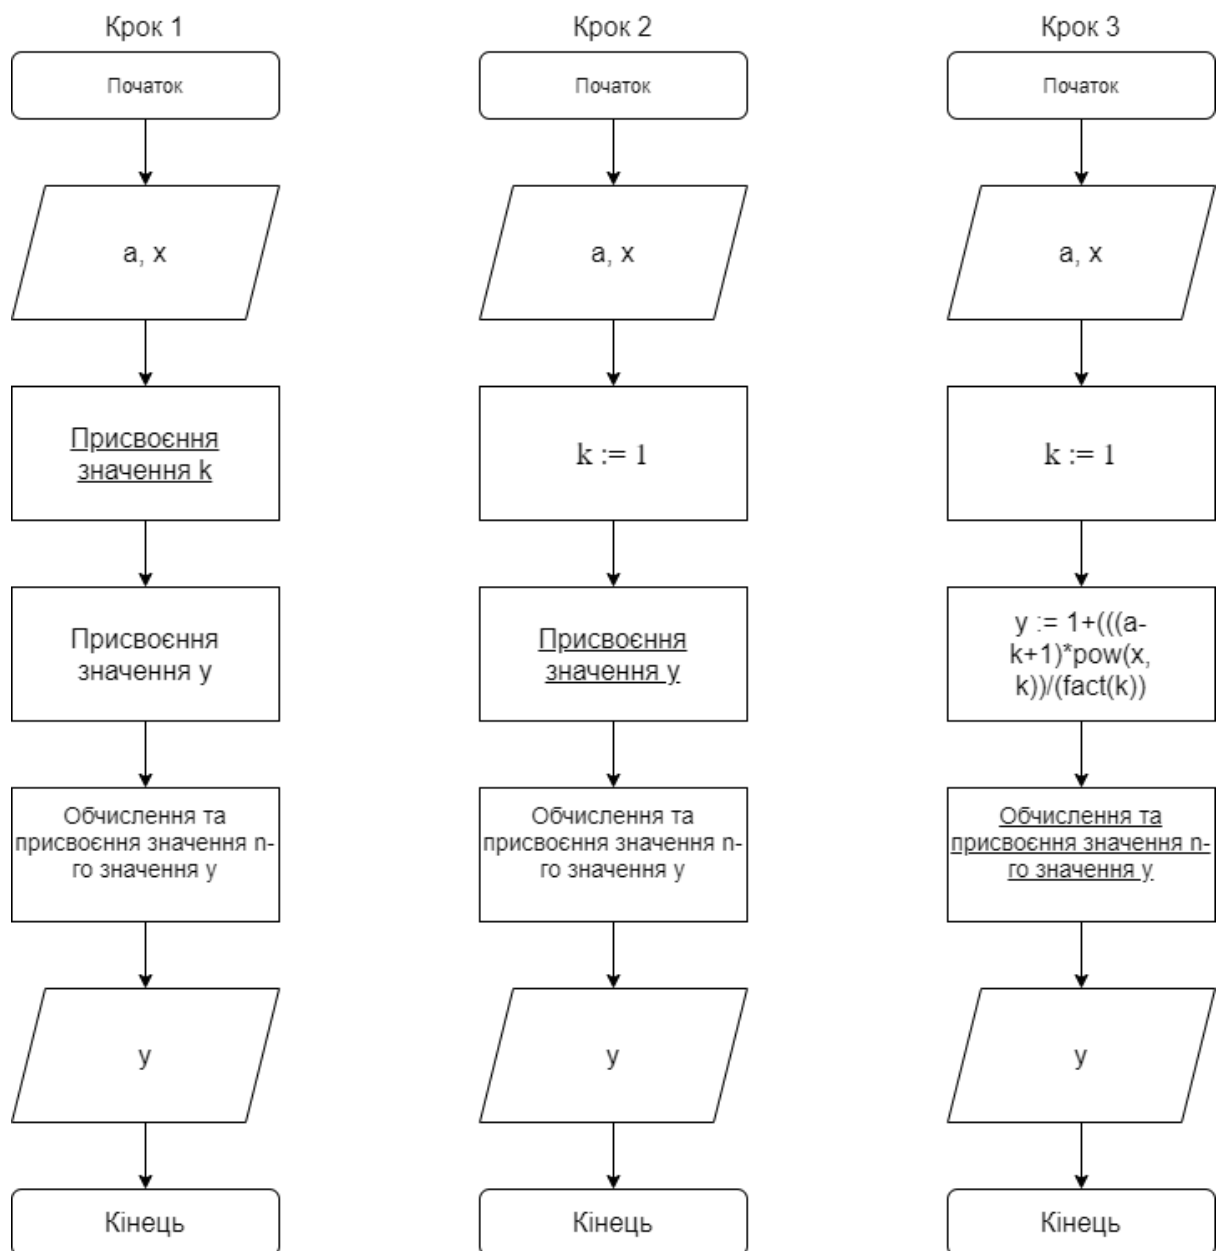 Крок 1
Початок
a, x
Присвоєння
значення k
Присвоєння
значення y
Обчислення та
присвоєння значення n-
го значення y
y
Кінець
Крок 2
Початок
a, x
k := 1
Присвоєння
значення y
Обчислення та
присвоєння значення n-
го значення y
y
Кінець
Крок 3
Початок
a, x
k := 1
y := 1+(((a-
k+1)*pow(x,
k))/(fact(k))
Обчислення та
присвоєння значення n-
го значення y
y
Кінець